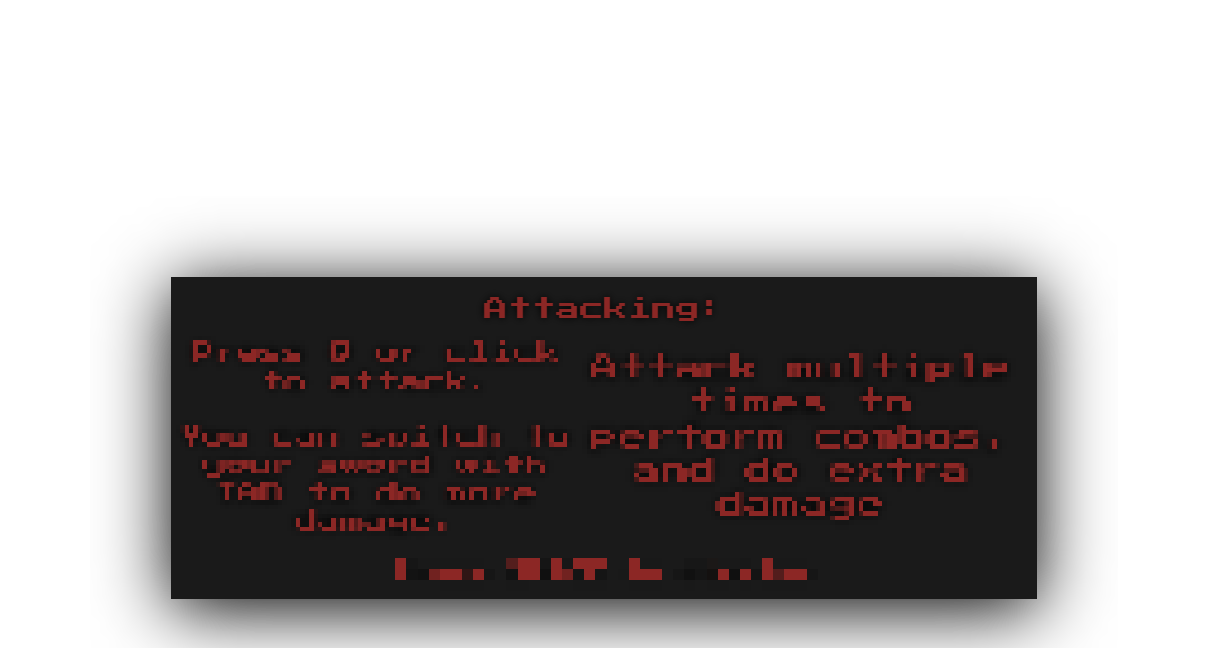 Attacking:
Press Q or click
to attack.
You can switch to
your sword with
TAB to do more
damage.
Attack multiple
times to
perform combos,
and do extra
damage